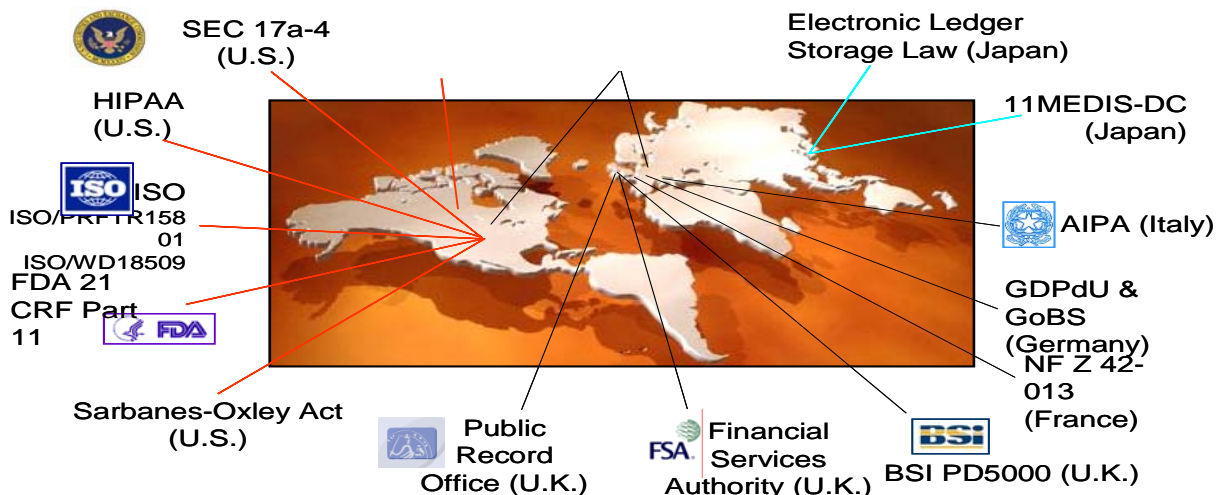 SEC 17a-4
(U.S.)
Electronic Ledger
Storage Law (Japan)
HIPAA
(U.S.)
11MEDIS-DC
(Japan)
ISO
ISO
ISO/PRFTR158
01
ISO/WD18509
AIPA (Italy)
FDA 21
CRF Part
11
FDA
GDPdU &
GoBS
(Germany)
NF Z 42-
013
(France)
Sarbanes-Oxley Act
(U.S.)
Public
Record
Office (U.K.)
FSA
Financial
Services
Authority (U.K.)
BSi
BSI PD5000 (U.K.)